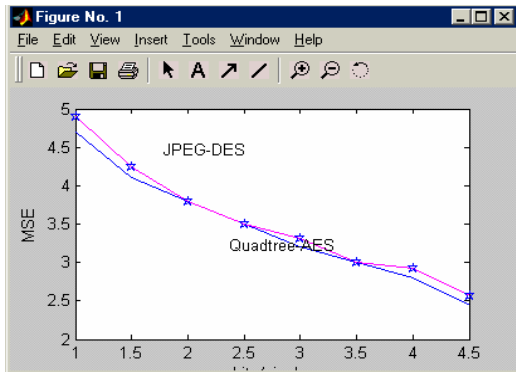 Figure No. 1
File Edit View Insert Tools Window Help
A
5
4.5
4
3.5
3
2.5
2
MSE
JPEG-DES
Quadtree-AES
1 1.5 2 2.5 3 3.5 4 4.5